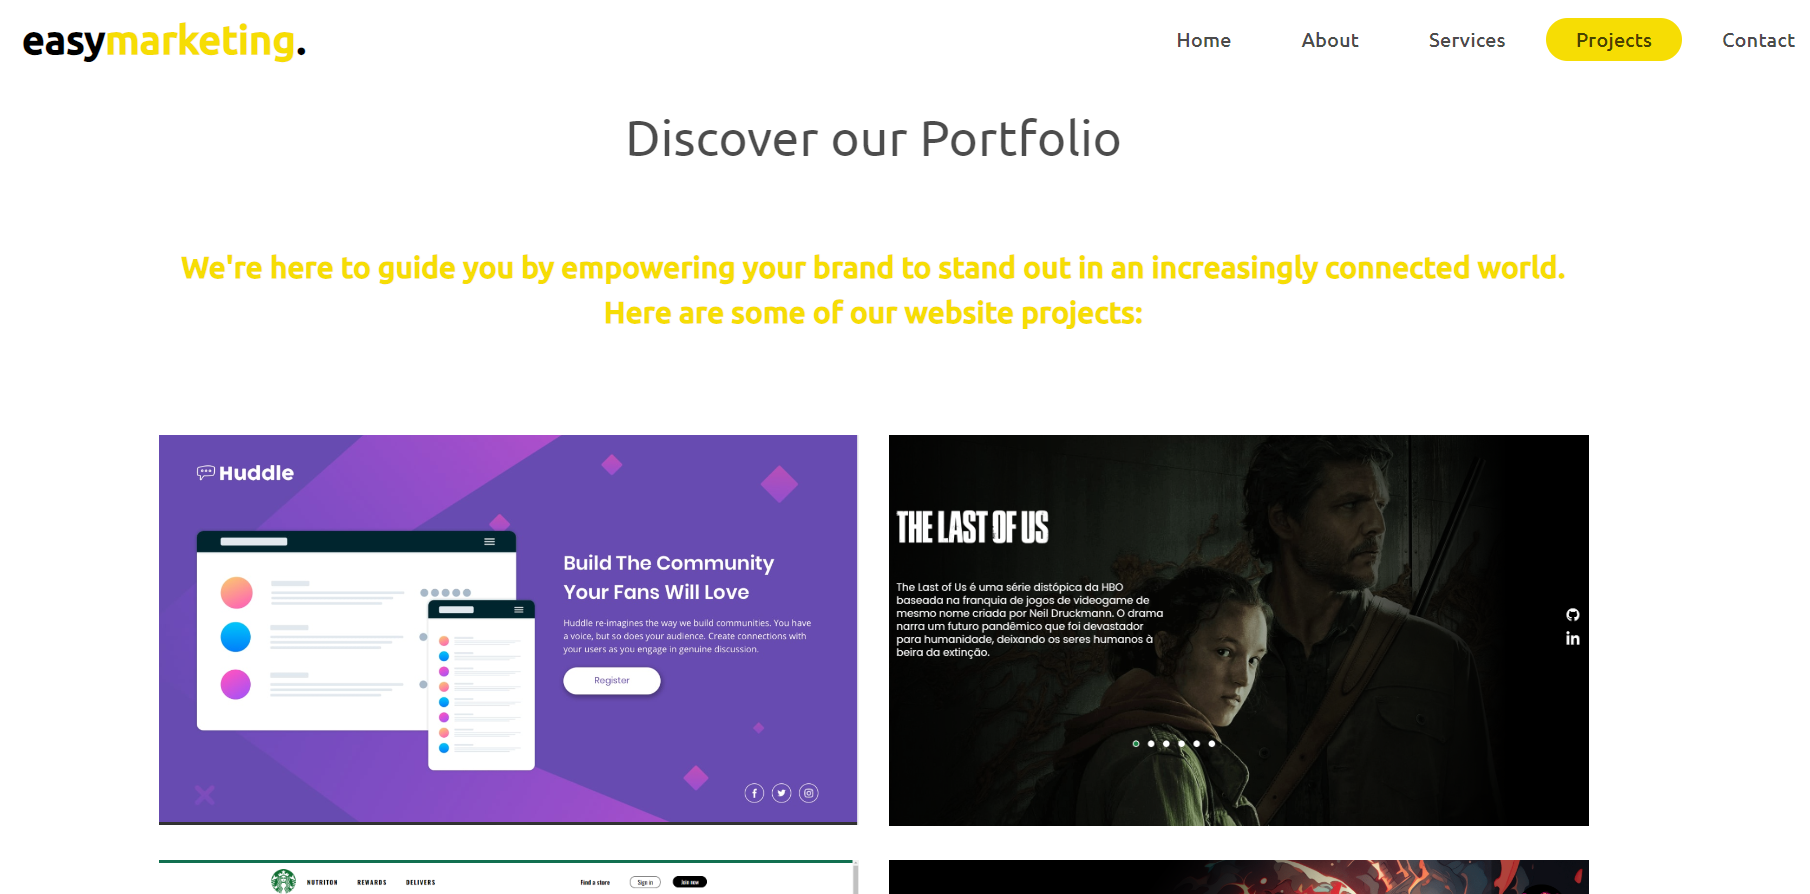 easymarketing.
Home About Services Projects Contact
Discover our Portfolio
We're here to guide you by empowering your brand to stand out in an increasingly connected world.
Here are some of our website projects:
Huddle
Build The Community
Your Fans Will Love
Huddle re-imagines the way we build communities. You have
a voice, but so does your audience. Create connections with
your users as you engage in genuine discussion.
Register
THE LAST OF US
The Last of Us é uma série distópica da HBO
baseada na franquia de jogos de videogame de
mesmo nome criada por Neil Druckmann. O drama
narra um futuro pandêmico que foi devastador
para humanidade, deixando os seres humanos à
beira da extinção.
in
NUTRITON REWARDS DELIVERS Find a store Sign in Join now